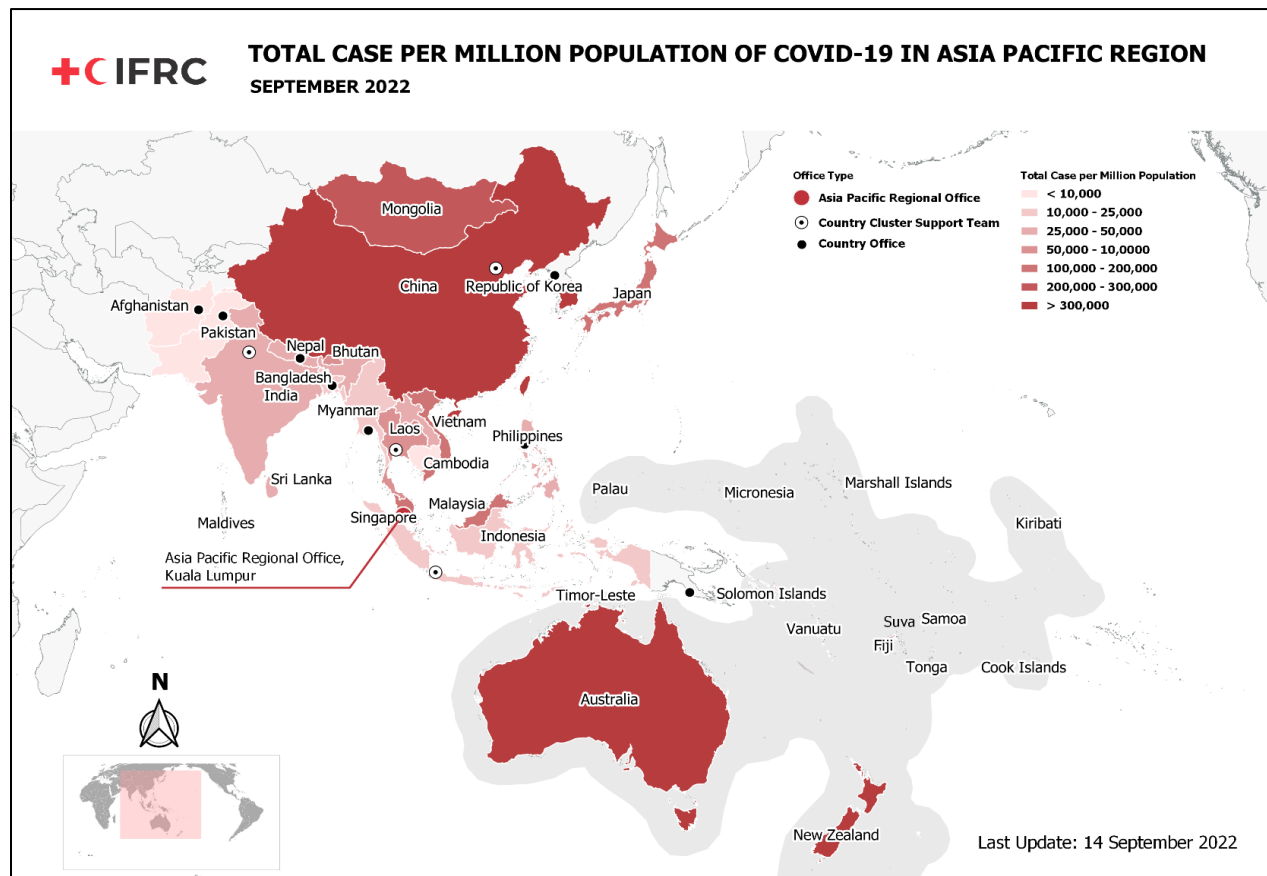 IFRC
TOTAL CASE PER MILLION POPULATION OF COVID-19 IN ASIA PACIFIC REGION
SEPTEMBER 2022
Office Type
Asia Pacific Regional Office
Country Cluster Support Team
Country Office
Total Case per Million Population
< 10,000
10,000 - 25,000
25,000 - 50,000
50,000 - 10,0000
100,000 - 200,000
200,000 - 300,000
> 300,000
Mongolia
China
Republic of Korea
Japan
Afghanistan
Pakistan
Nepal
Bhutan
Bangladesh
India
Myanmar
Laos
Vietnam
Philippines
Cambodia
Sri Lanka
Maldives
Malaysia
Singapore
Indonesia
Palau
Micronesia
Marshall Islands
Kiribati
Asia Pacific Regional Office,
Kuala Lumpur
Timor-Leste
Solomon Islands
Vanuatu
Suva
Samoa
Fiji
Tonga
Cook Islands
Australia
New Zealand
N
Last Update: 14 September 2022